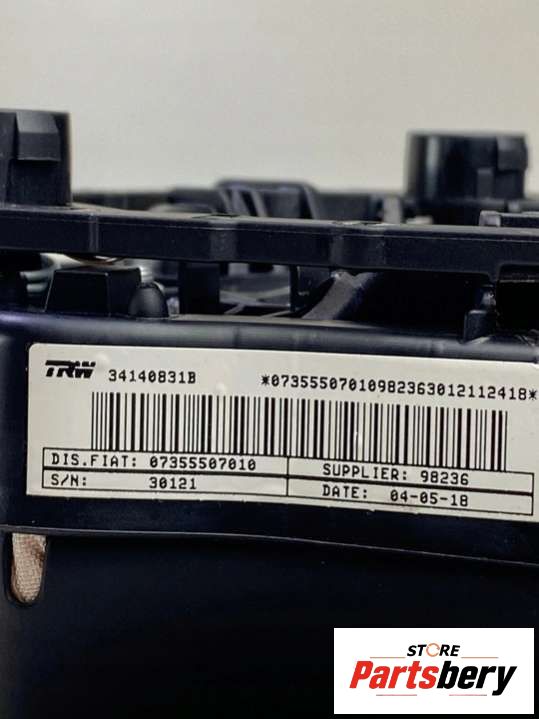 TRW 34140831B *07355507010982363012112418*
DIS.FIAT: 07355507010 SUPPLIER: 98236
S/N: 30121 DATE: 04-05-18
STORE
Partsbery